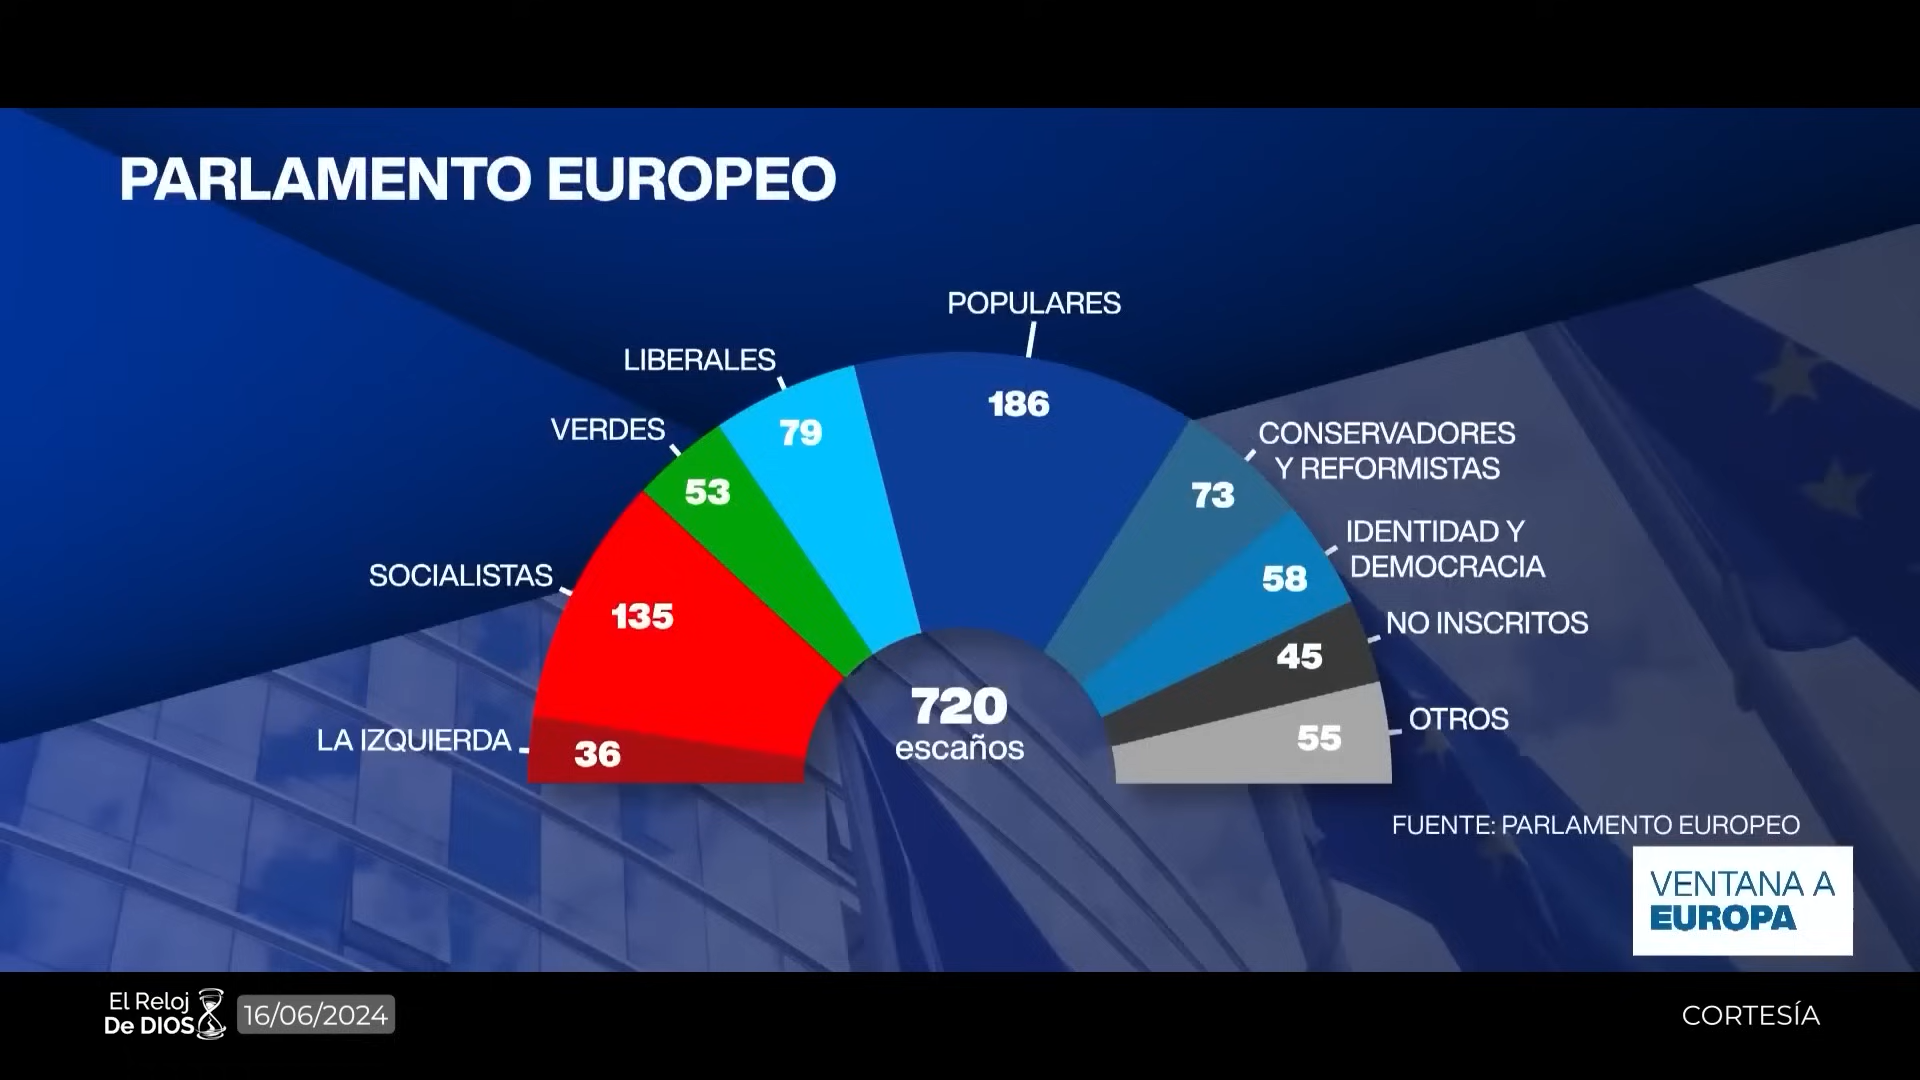 PARLAMENTO EUROPEO
POPULARES
LIBERALES
186
VERDES
79
CONSERVADORES
Y REFORMISTAS
53
73
IDENTIDAD Y
DEMOCRACIA
SOCIALISTAS
58
135
NO INSCRITOS
45
720
escaños
OTROS
55
LA IZQUIERDA
36
FUENTE: PARLAMENTO EUROPEO
VENTANA A
EUROPA
El Reloj
De DIOS
16/06/2024
CORTESÍA